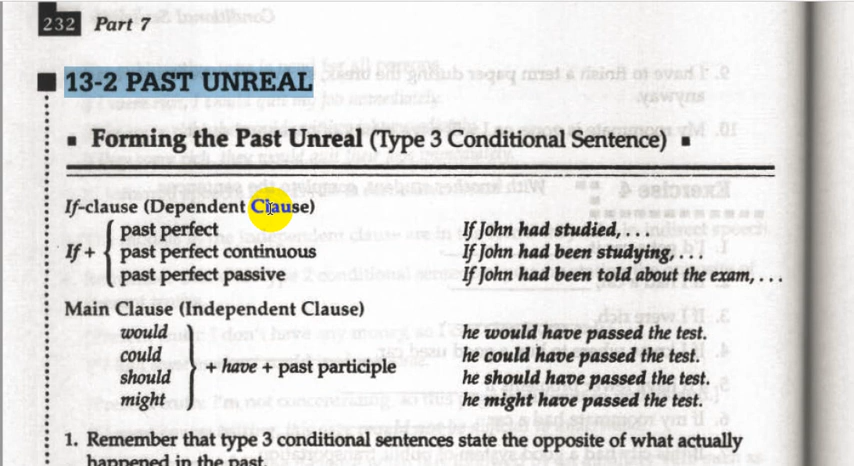 232 Part 7
13-2 PAST UNREAL
Forming the Past Unreal (Type 3 Conditional Sentence)
If-clause (Dependent Clause)
past perfect If John had studied, . . .
If + past perfect continuous If John had been studying, . . .
past perfect passive If John had been told about the exam, . . .
Main Clause (Independent Clause)
would he would have passed the test.
could he could have passed the test.
+ have + past participle
should he should have passed the test.
might he might have passed the test.
1. Remember that type 3 conditional sentences state the opposite of what actually
happened in the past.